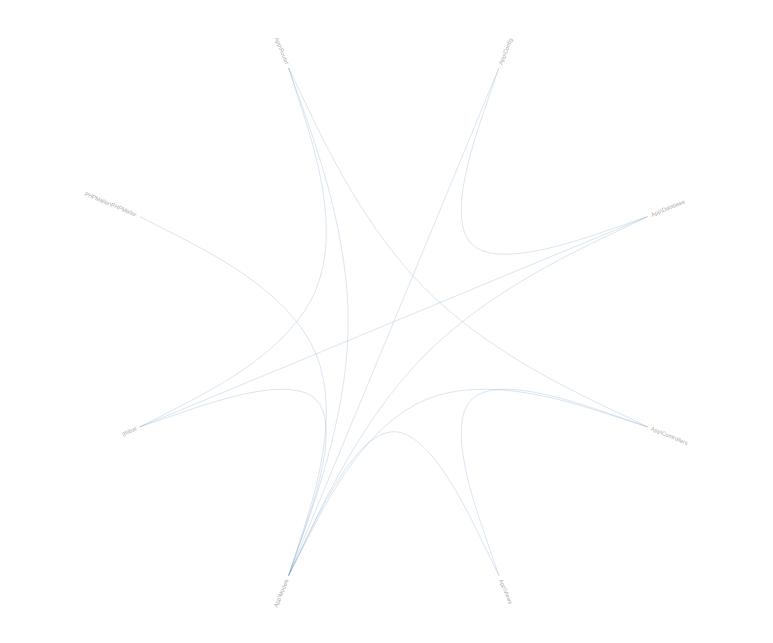 App\Router
App\Config
PHPMailer\PHPMailer
App\Database
global
App\Controllers
App\Models
App\Views